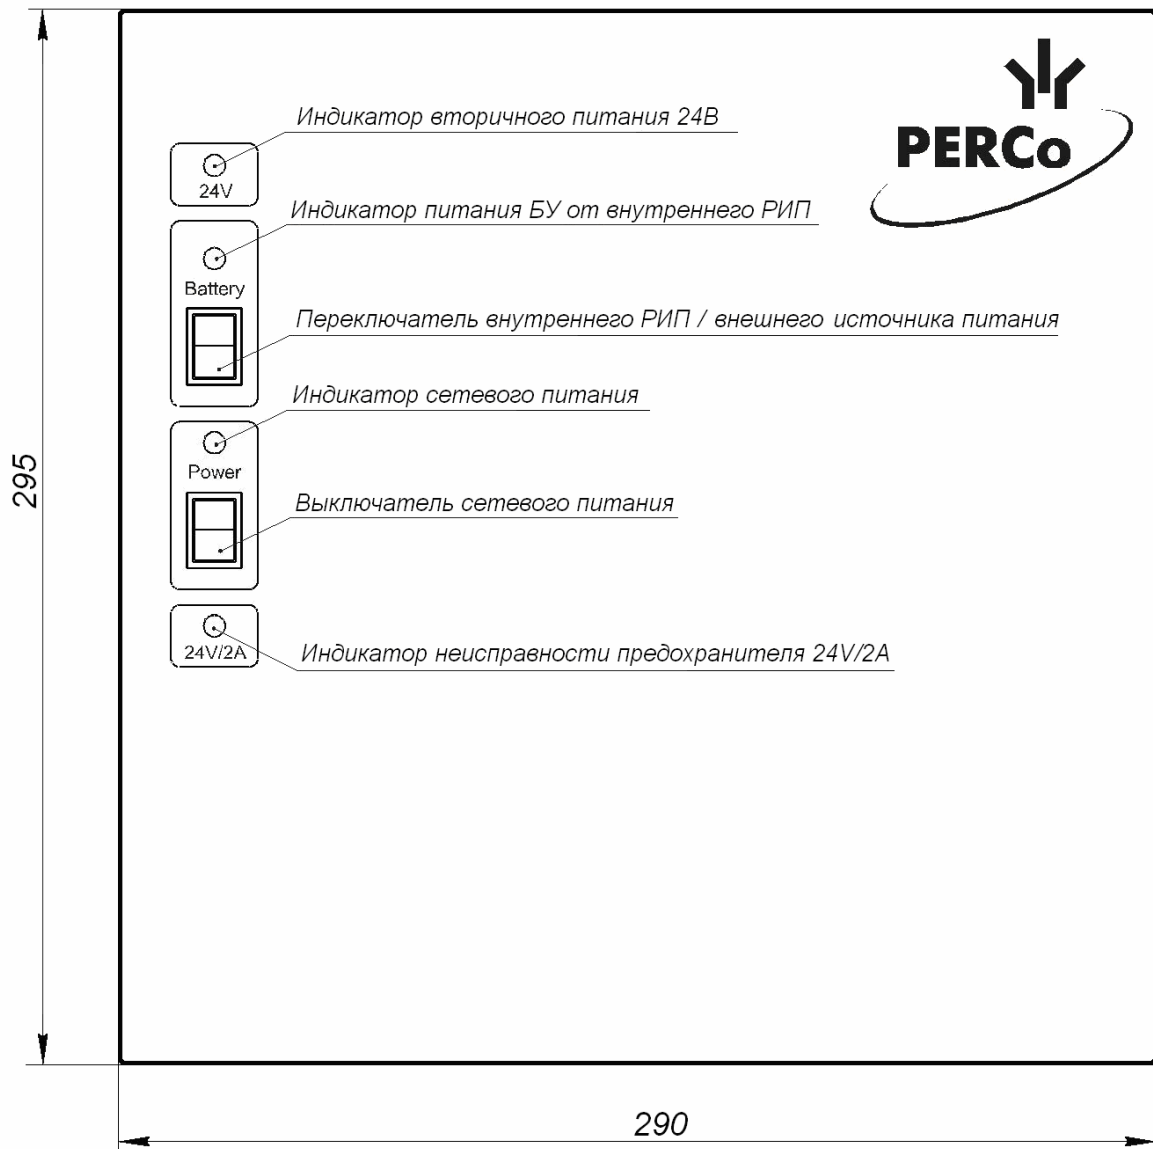 Индикатор вторичного питания 24В
PERCo
24V
Индикатор питания БУ от внутреннего РИП
Battery
Переключатель внутреннего РИП / внешнего источника питания
Индикатор сетевого питания
Power
295
Выключатель сетевого питания
24V/2A
Индикатор неисправности предохранителя 24V/2A
290